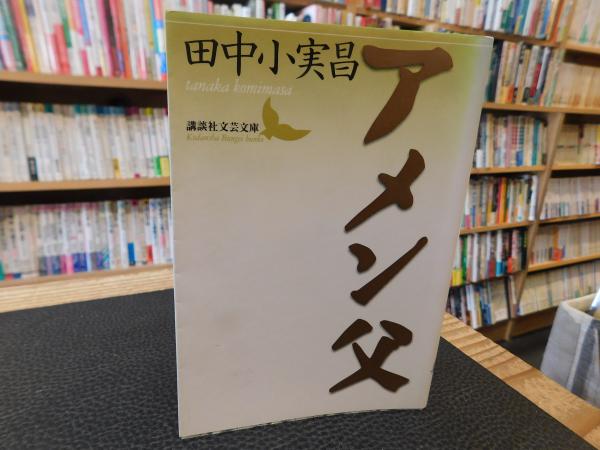 田中小実昌
tanaka komimasa
講談社文芸文庫
Kodansha Bungei bunko
アメン父